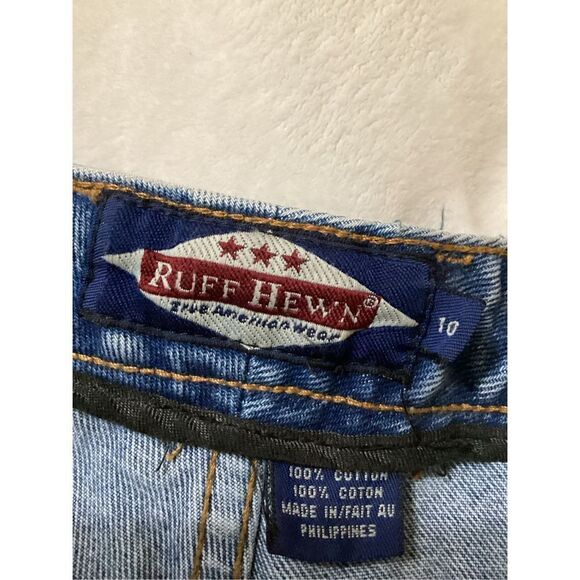 RUFF HEWN®
True American Wear
10
100% COTTON
100% COTON
MADE IN/FAIT AU
PHILIPPINES